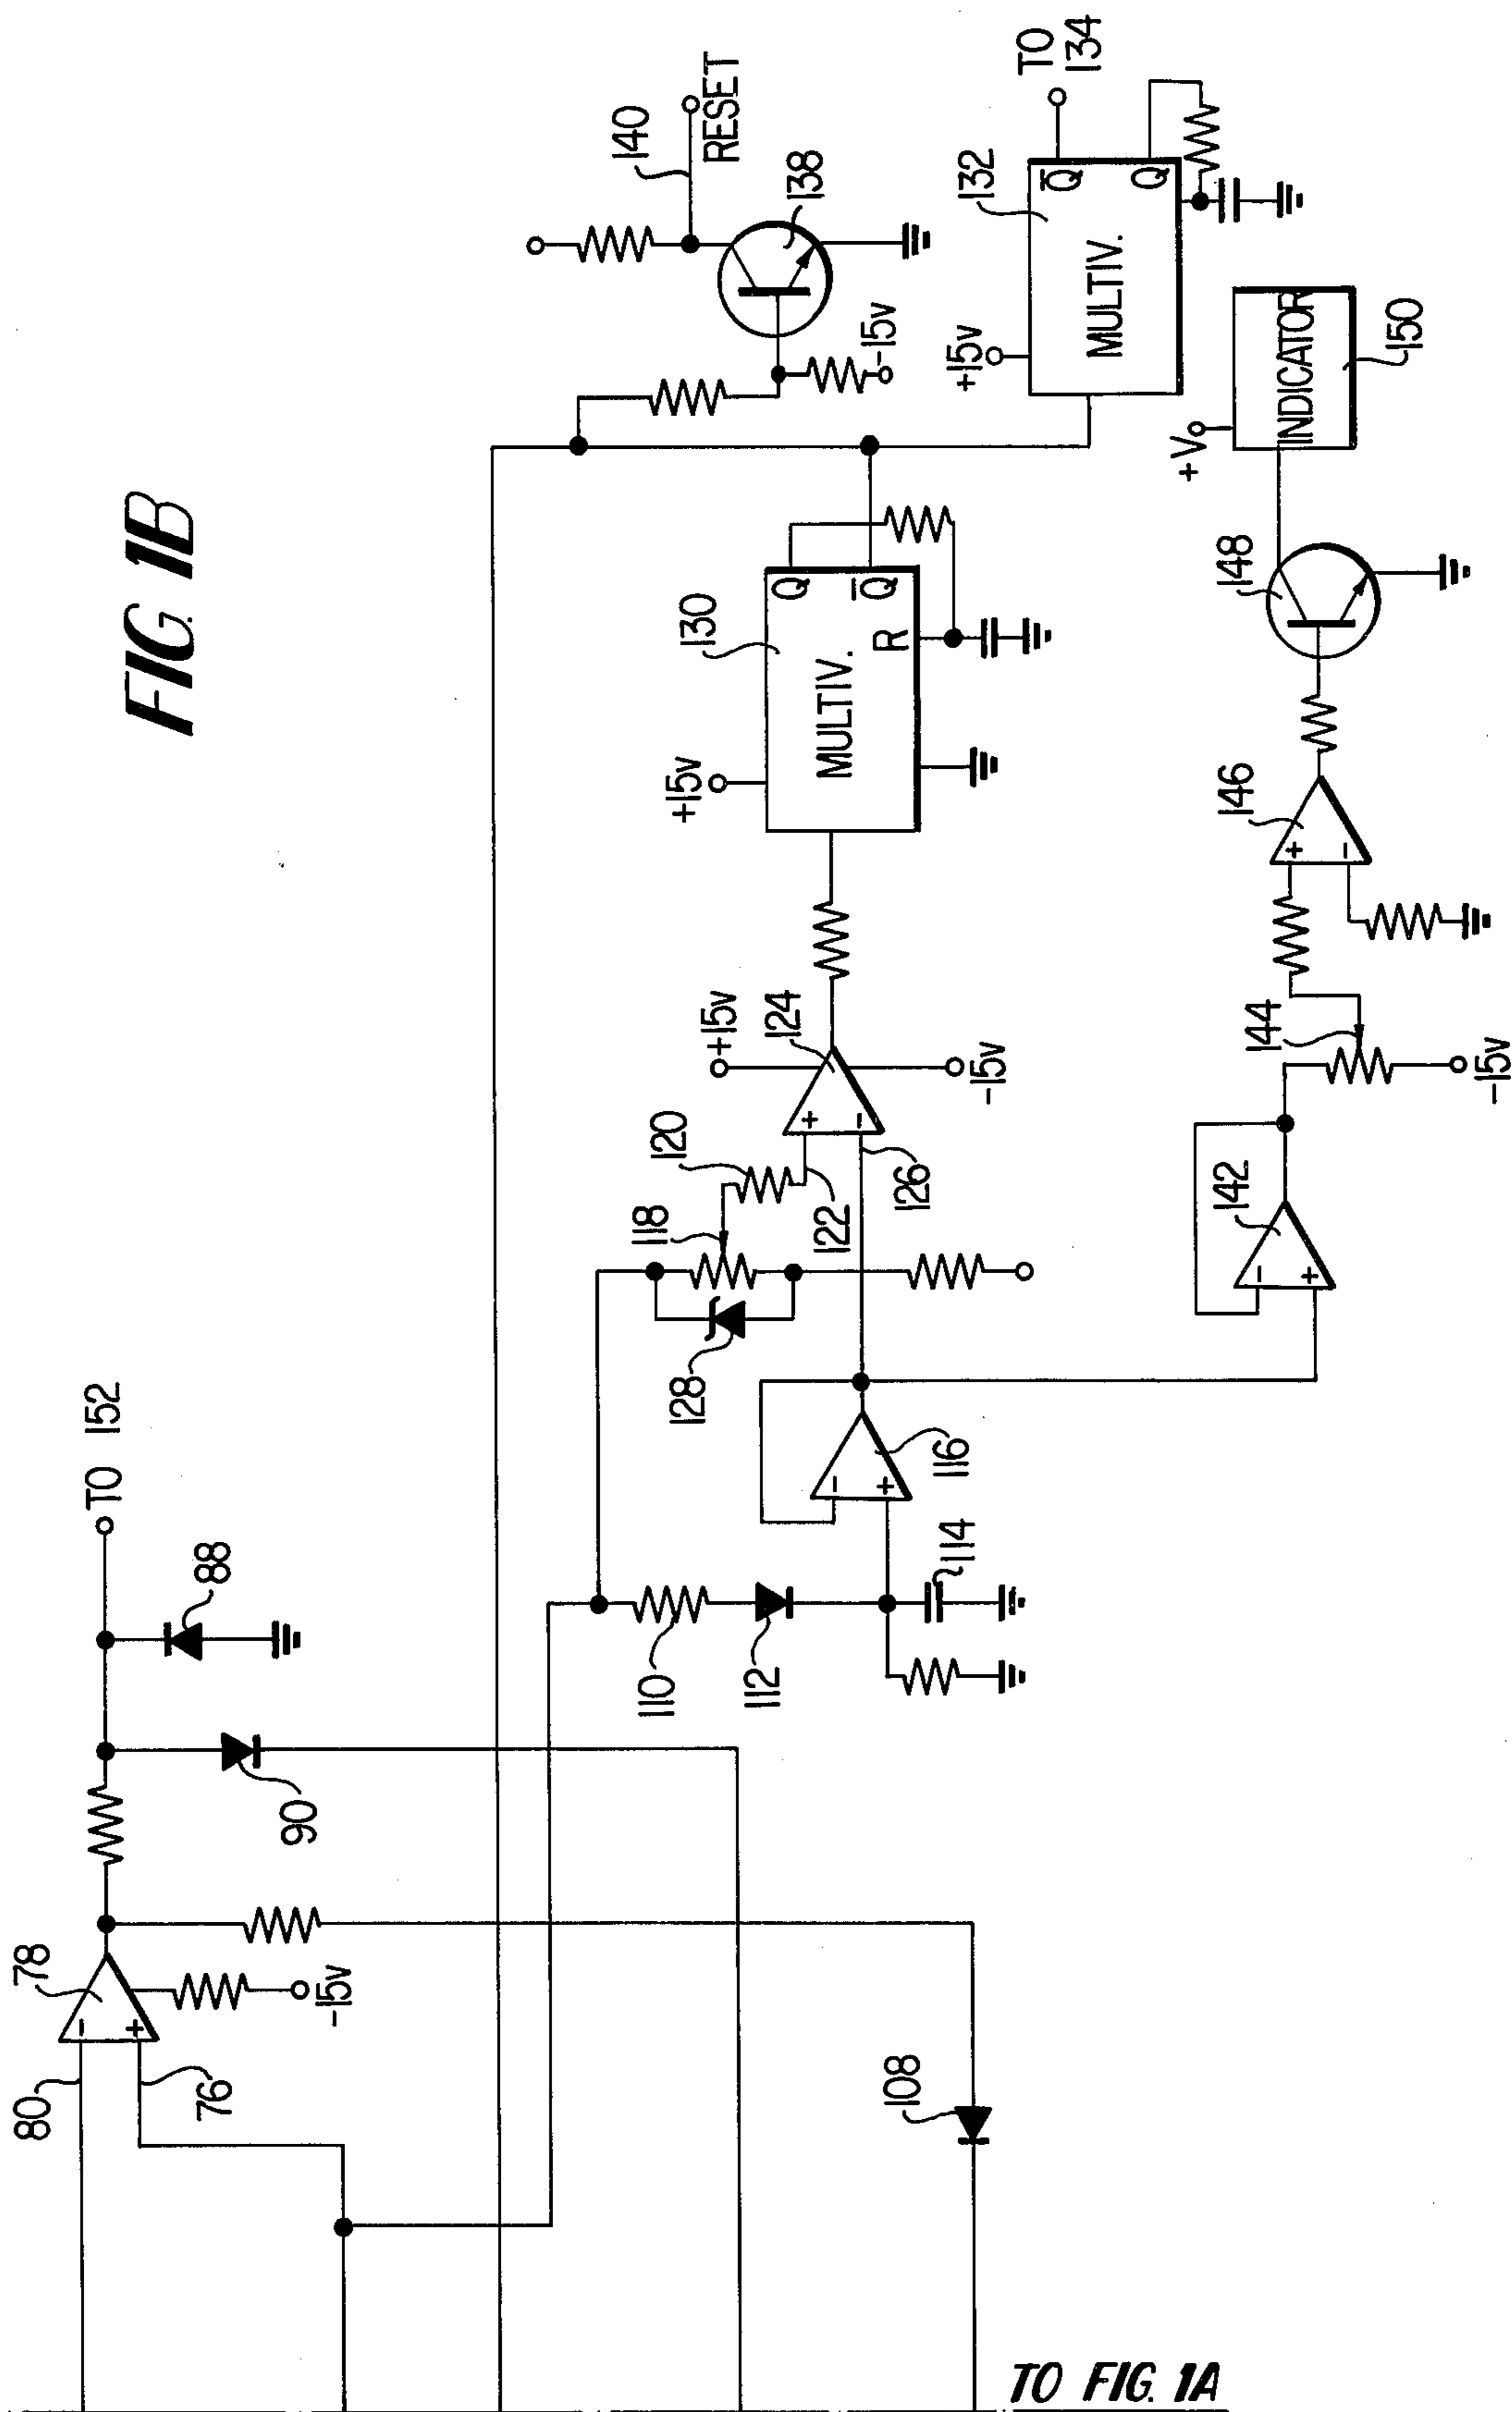 FIG. 1B
80
78
76
-15v
90
88
TO 152
108
110
112
114
116
128
118
120
122
126
124
+15v
-15v
130
+15v
MULTIV.
Q
Q̅
R
140
RESET
138
-15v
132
+15v
MULTIV.
Q̅
Q
TO
134
142
144
-15v
146
148
+V
INDICATOR
150
+
-
+
-
+
-
+
-
+
-
TO FIG. 1A